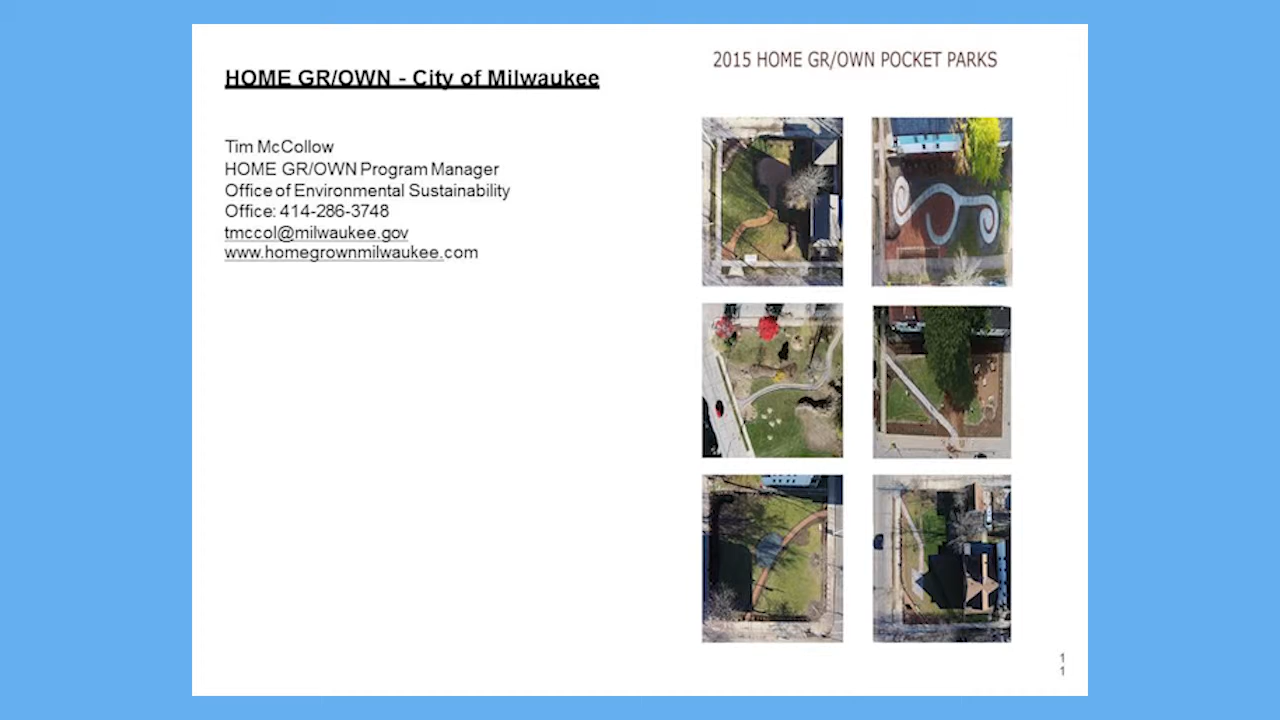 HOME GR/OWN - City of Milwaukee
Tim McCollow
HOME GR/OWN Program Manager
Office of Environmental Sustainability
Office: 414-286-3748
tmccol@milwaukee.gov
www.homegrownmilwaukee.com
2015 HOME GR/OWN POCKET PARKS
1
1